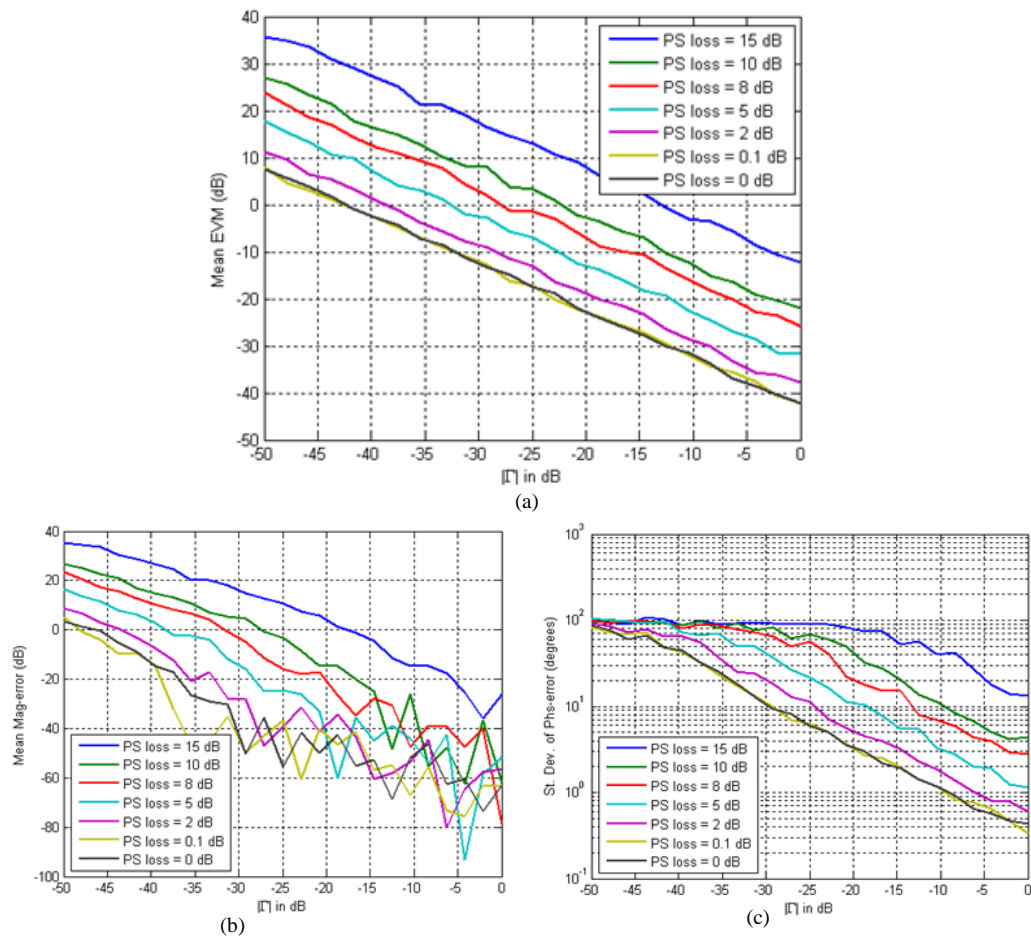 40
30
20
10
0
-10
-20
-30
-40
-50
Mean EVM (dB)
PS loss = 15 dB
PS loss = 10 dB
PS loss = 8 dB
PS loss = 5 dB
PS loss = 2 dB
PS loss = 0.1 dB
PS loss = 0 dB
-50 -45 -40 -35 -30 -25 -20 -15 -10 -5 0
|Γ| in dB
(a)
40
20
0
-20
-40
-60
-80
-100
Mean Mag-error (dB)
PS loss = 15 dB
PS loss = 10 dB
PS loss = 8 dB
PS loss = 5 dB
PS loss = 2 dB
PS loss = 0.1 dB
PS loss = 0 dB
-50 -45 -40 -35 -30 -25 -20 -15 -10 -5 0
|Γ| in dB
(b)
10³
10²
10¹
10⁰
10⁻¹
St. Dev. of Phs-error (degrees)
PS loss = 15 dB
PS loss = 10 dB
PS loss = 8 dB
PS loss = 5 dB
PS loss = 2 dB
PS loss = 0.1 dB
PS loss = 0 dB
-50 -45 -40 -35 -30 -25 -20 -15 -10 -5 0
|Γ| in dB
(c)